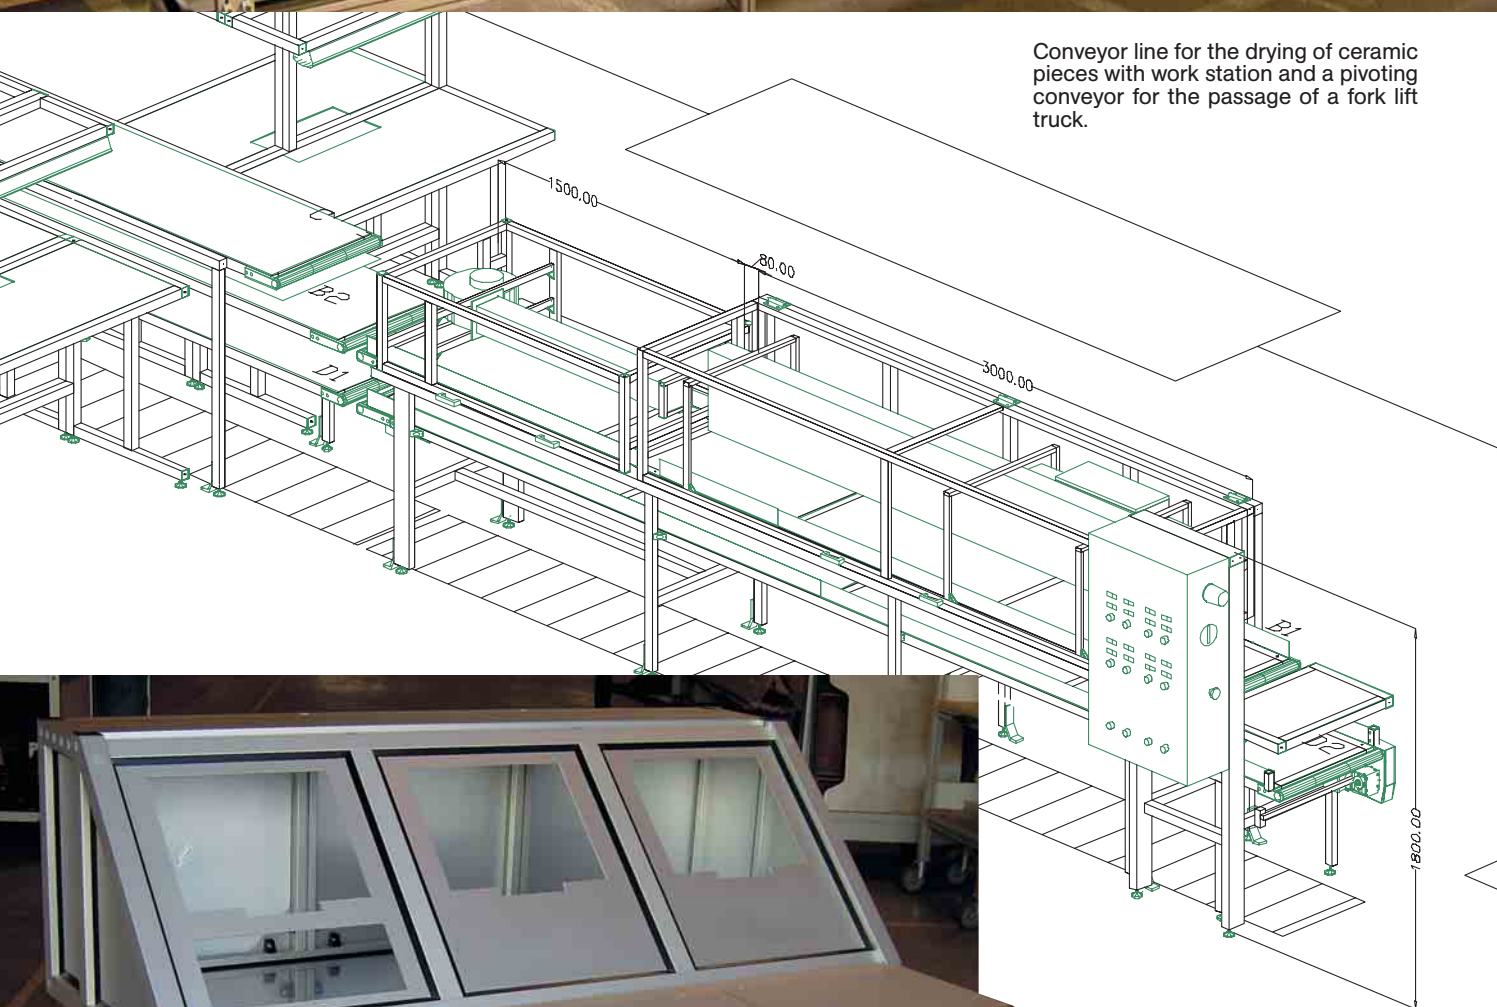 Conveyor line for the drying of ceramic
pieces with work station and a pivoting
conveyor for the passage of a fork lift
truck.
1500.00
80.00
C
B2
3000.00
D1
B1
D2
1800.00